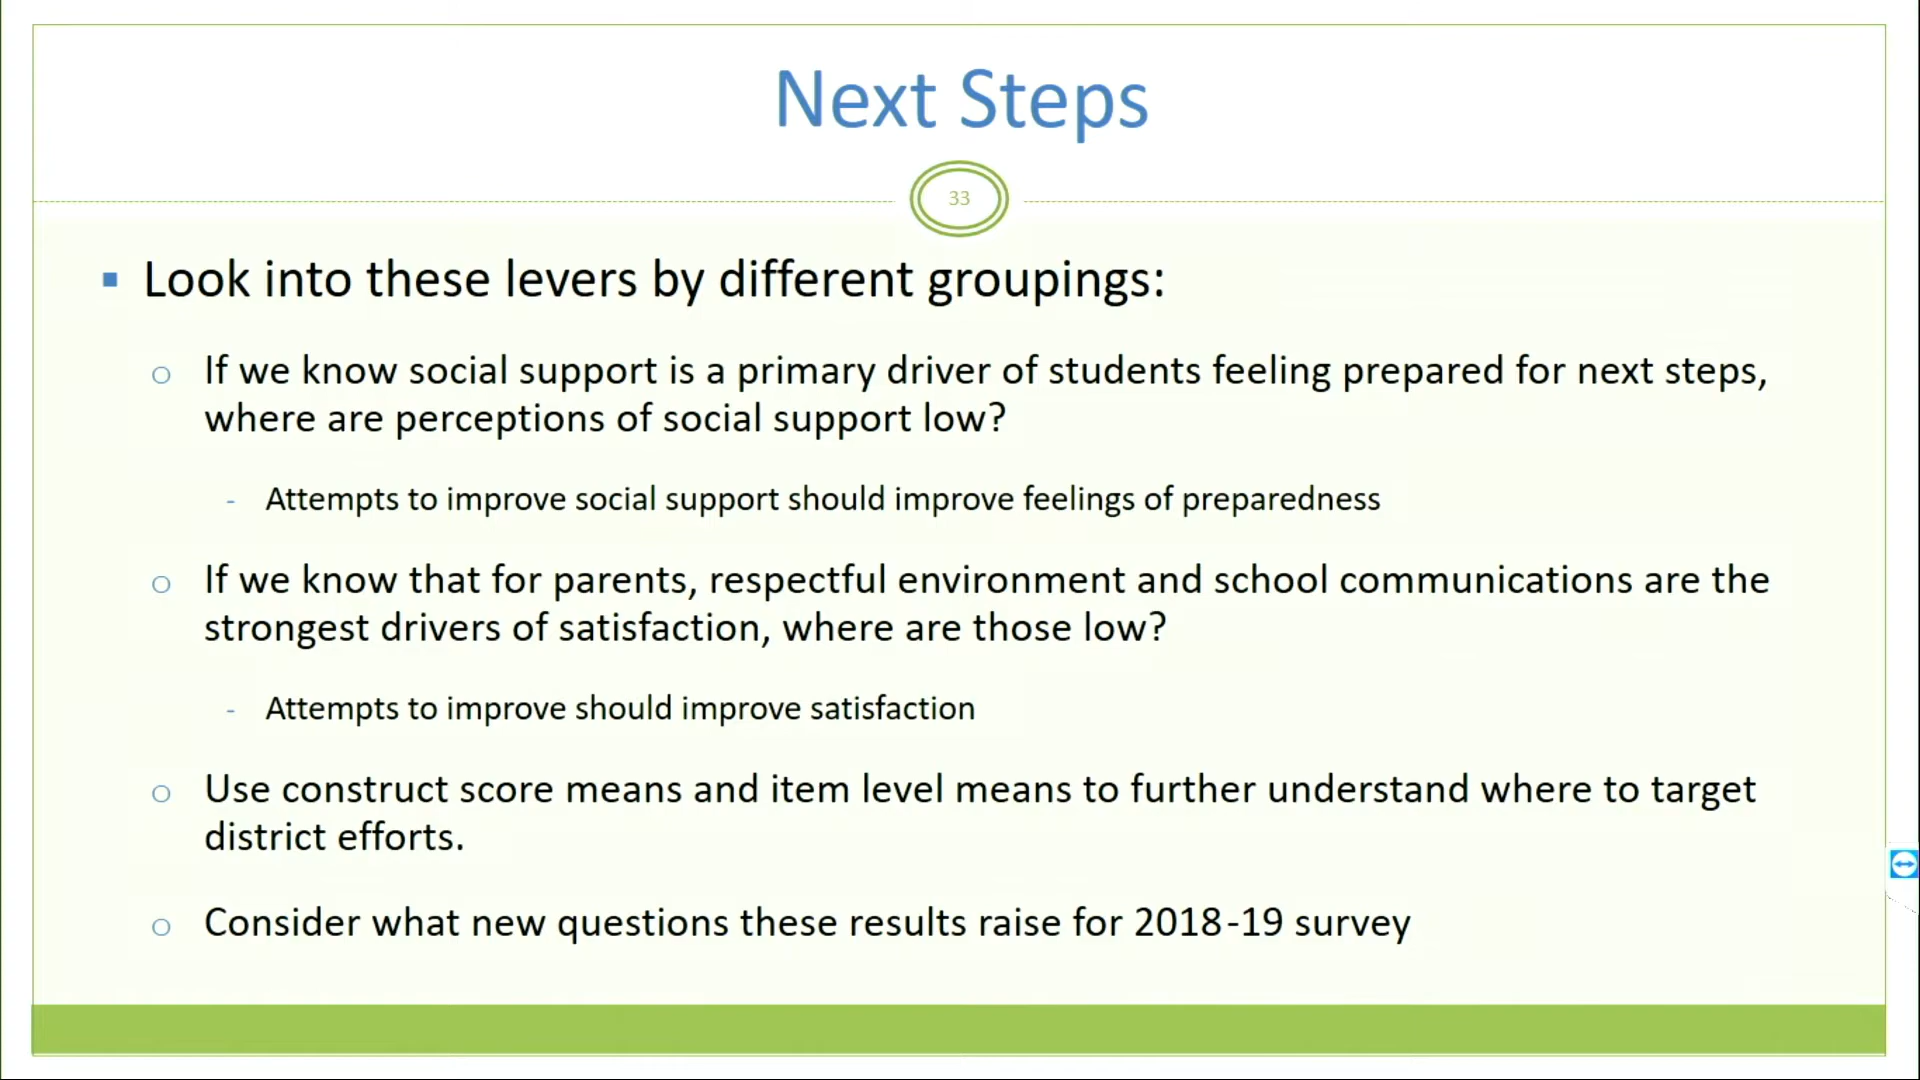 Next Steps
33
▪ Look into these levers by different groupings:
o If we know social support is a primary driver of students feeling prepared for next steps,
where are perceptions of social support low?
- Attempts to improve social support should improve feelings of preparedness
o If we know that for parents, respectful environment and school communications are the
strongest drivers of satisfaction, where are those low?
- Attempts to improve should improve satisfaction
o Use construct score means and item level means to further understand where to target
district efforts.
o Consider what new questions these results raise for 2018-19 survey